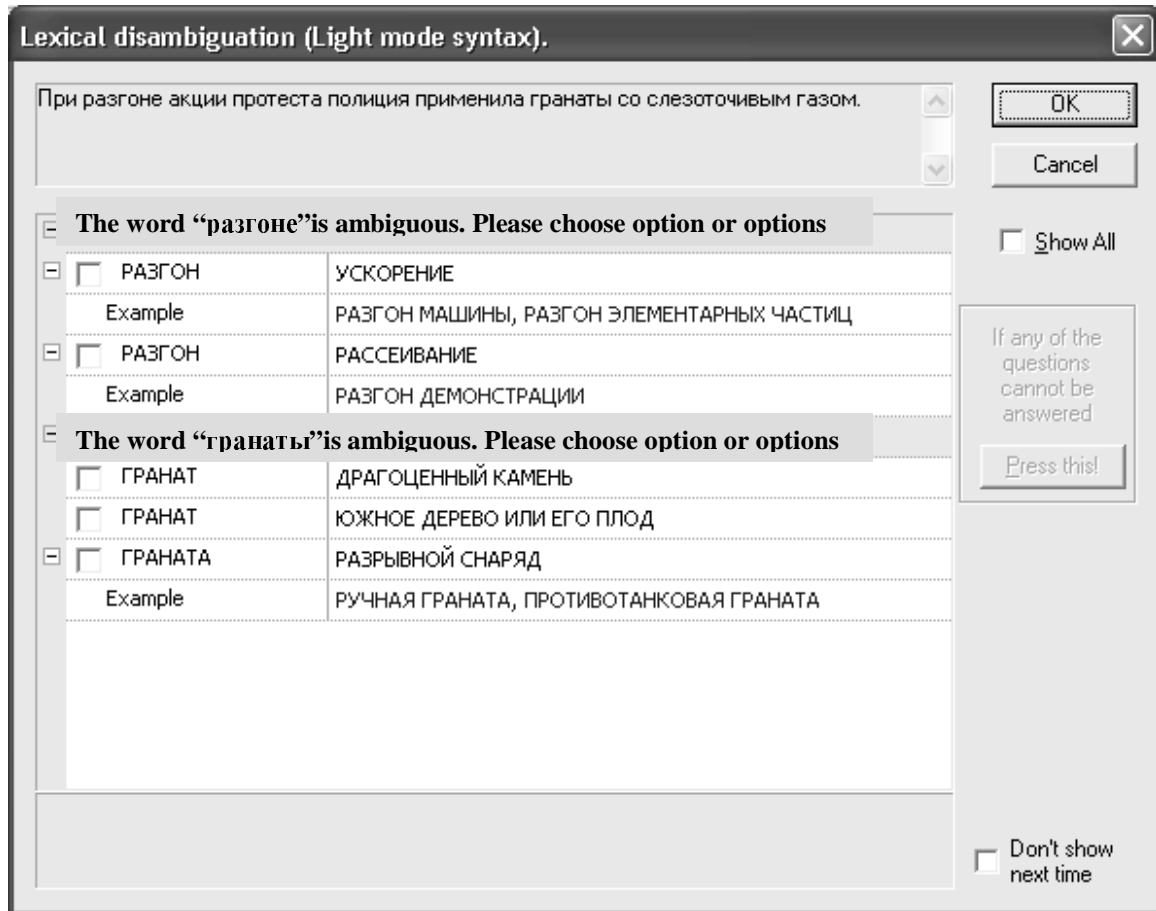 Lexical disambiguation (Light mode syntax).
При разгоне акции протеста полиция применила гранаты со слезоточивым газом.
OK
Cancel
Show All
The word “разгоне”is ambiguous. Please choose option or options
РАЗГОН УСКОРЕНИЕ
Example РАЗГОН МАШИНЫ, РАЗГОН ЭЛЕМЕНТАРНЫХ ЧАСТИЦ
РАЗГОН РАССЕИВАНИЕ
Example РАЗГОН ДЕМОНСТРАЦИИ
The word “гранаты”is ambiguous. Please choose option or options
ГРАНАТ ДРАГОЦЕННЫЙ КАМЕНЬ
ГРАНАТ ЮЖНОЕ ДЕРЕВО ИЛИ ЕГО ПЛОД
ГРАНАТА РАЗРЫВНОЙ СНАРЯД
Example РУЧНАЯ ГРАНАТА, ПРОТИВОТАНКОВАЯ ГРАНАТА
If any of the
questions
cannot be
answered
Press this!
Don't show
next time